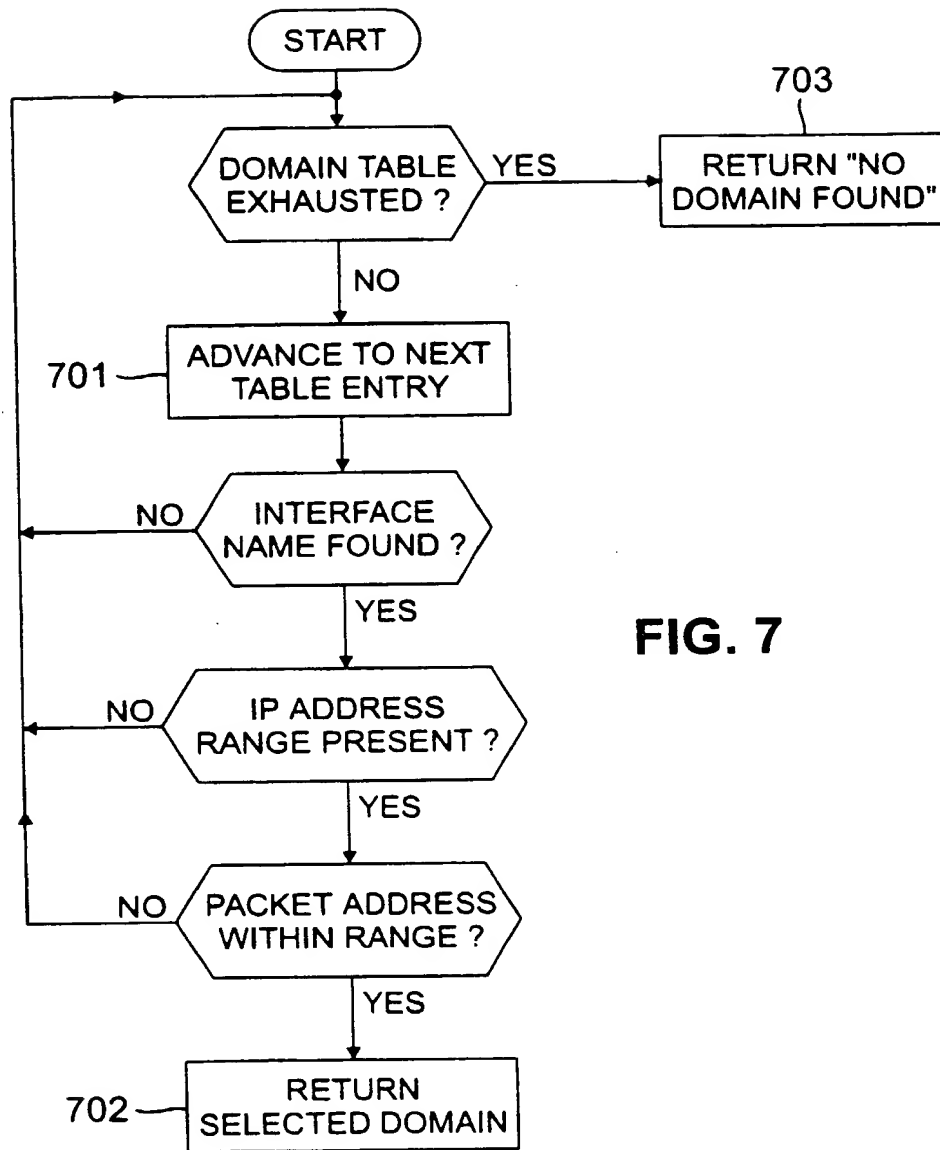 START
703
DOMAIN TABLE
EXHAUSTED ?
YES
RETURN "NO
DOMAIN FOUND"
NO
701
ADVANCE TO NEXT
TABLE ENTRY
NO
INTERFACE
NAME FOUND ?
YES
FIG. 7
NO
IP ADDRESS
RANGE PRESENT ?
YES
NO
PACKET ADDRESS
WITHIN RANGE ?
YES
702
RETURN
SELECTED DOMAIN